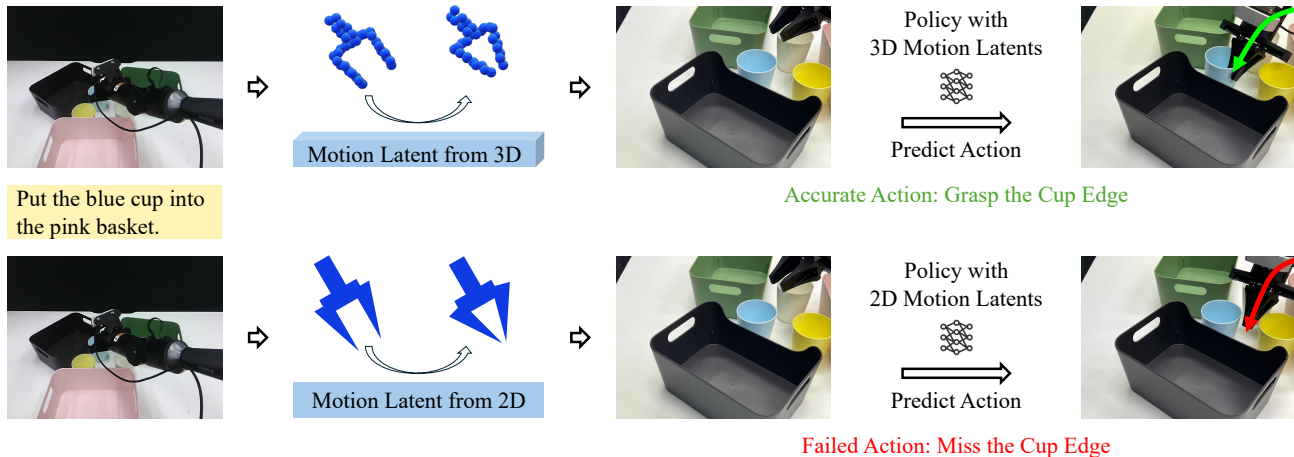 Policy with
3D Motion Latents
Motion Latent from 3D
Predict Action
Put the blue cup into
the pink basket.
Accurate Action: Grasp the Cup Edge
Policy with
2D Motion Latents
Motion Latent from 2D
Predict Action
Failed Action: Miss the Cup Edge